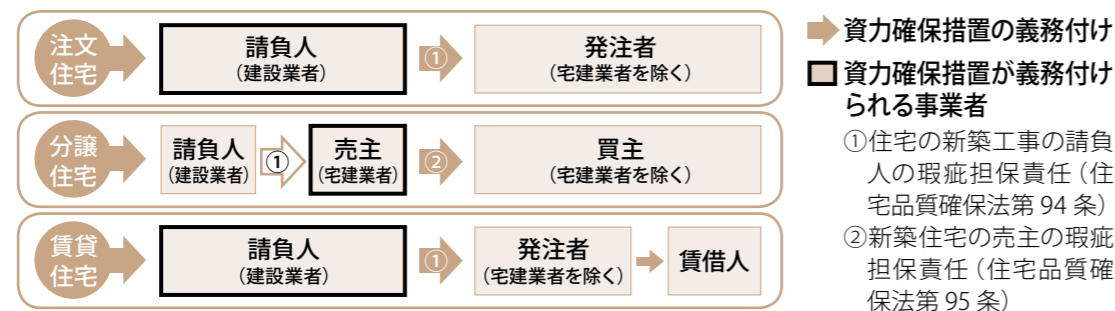 注文
住宅
請負人
（建設業者）
①
発注者
（宅建業者を除く）
分譲
住宅
請負人
（建設業者）
①
売主
（宅建業者）
②
買主
（宅建業者を除く）
賃貸
住宅
請負人
（建設業者）
①
発注者
（宅建業者を除く）
賃借人
資力確保措置の義務付け
資力確保措置が義務付け
られる事業者
①住宅の新築工事の請負
人の瑕疵担保責任（住
宅品質確保法第 94 条）
②新築住宅の売主の瑕疵
担保責任（住宅品質確
保法第 95 条）